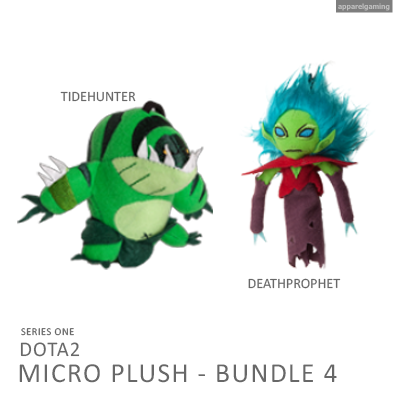 apparelgaming
TIDEHUNTER
DEATHPROPHET
SERIES ONE
DOTA2
MICRO PLUSH - BUNDLE 4